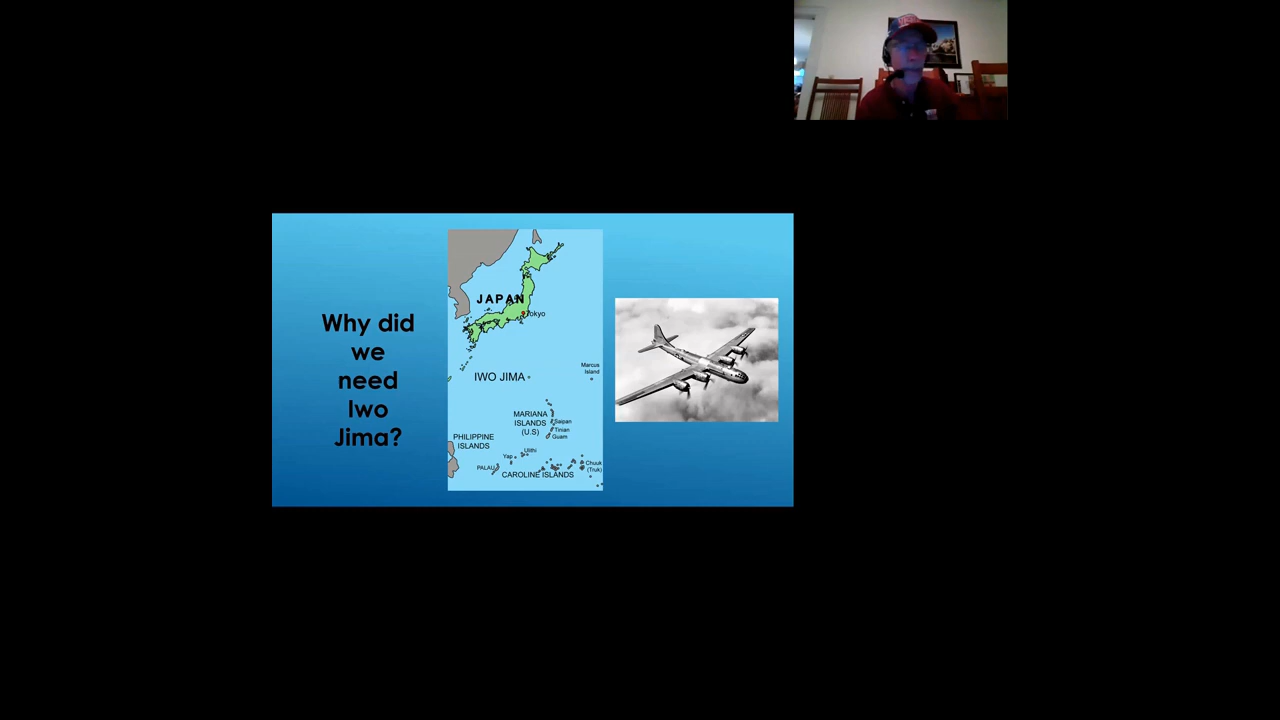 Why did
we
need
Iwo
Jima?
JAPAN
Tokyo
IWO JIMA
Marcus
Island
MARIANA
ISLANDS
(U.S)
Saipan
Tinian
Guam
PHILIPPINE
ISLANDS
Yap
Ulithi
PALAU
CAROLINE ISLANDS
Chuuk
(Truk)